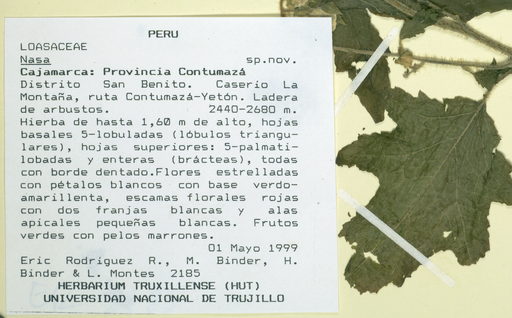 PERU
LOASACEAE
Nasa sp.nov.
Cajamarca: Provincia Contumazá
Distrito San Benito. Caserio La
Montaña, ruta Contumazá-Yetón. Ladera
de arbustos. 2440-2680 m.
Hierba de hasta 1,60 m de alto, hojas
basales 5-lobuladas (lóbulos triangu-
lares), hojas superiores: 5-palmati-
lobadas y enteras (brácteas), todas
con borde dentado.Flores estrelladas
con pétalos blancos con base verdo-
amarillenta, escamas florales rojas
con dos franjas blancas y alas
apicales pequeñas blancas. Frutos
verdes con pelos marrones.
01 Mayo 1999
Eric Rodríguez R., M. Binder, H.
Binder & L. Montes 2185
HERBARIUM TRUXILLENSE (HUT)
UNIVERSIDAD NACIONAL DE TRUJILLO